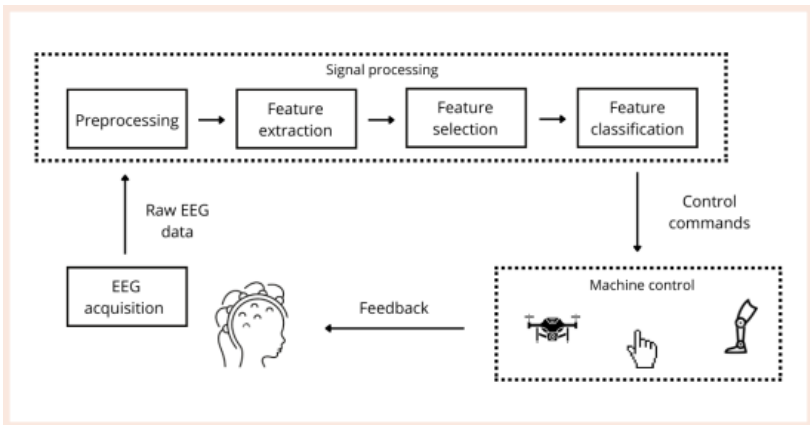 Signal processing
Preprocessing
Feature
extraction
Feature
selection
Feature
classification
Raw EEG
data
Control
commands
EEG
acquisition
Feedback
Machine control